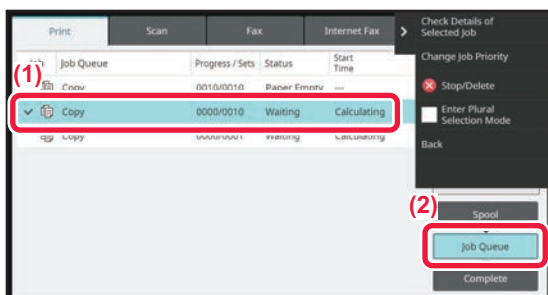 Print Scan Fax Internet Fax
Check Details of
Selected Job
Change Job Priority
Stop/Delete
Enter Plural
Selection Mode
Back
(1)
Job Queue Progress / Sets Status Start
Time
Copy 0010/0010 Paper Empty ---
Copy 0000/0010 Waiting Calculating
Copy 0000/0001 Waiting Calculating
(2)
Spool
Job Queue
Complete